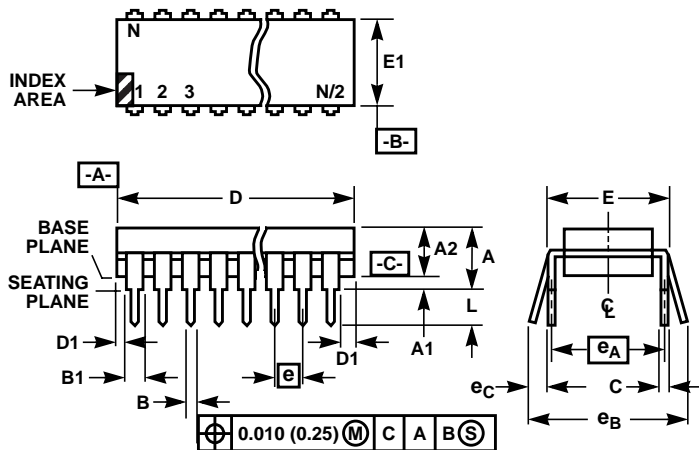 N
INDEX
AREA
1 2 3 N/2
E1
-B-
-A-
D
E
BASE
PLANE
A2
A
-C-
SEATING
PLANE
L
C L
D1
A1
D1
eA
B1
e
eC
C
B
eB
0.010 (0.25) M C A B S